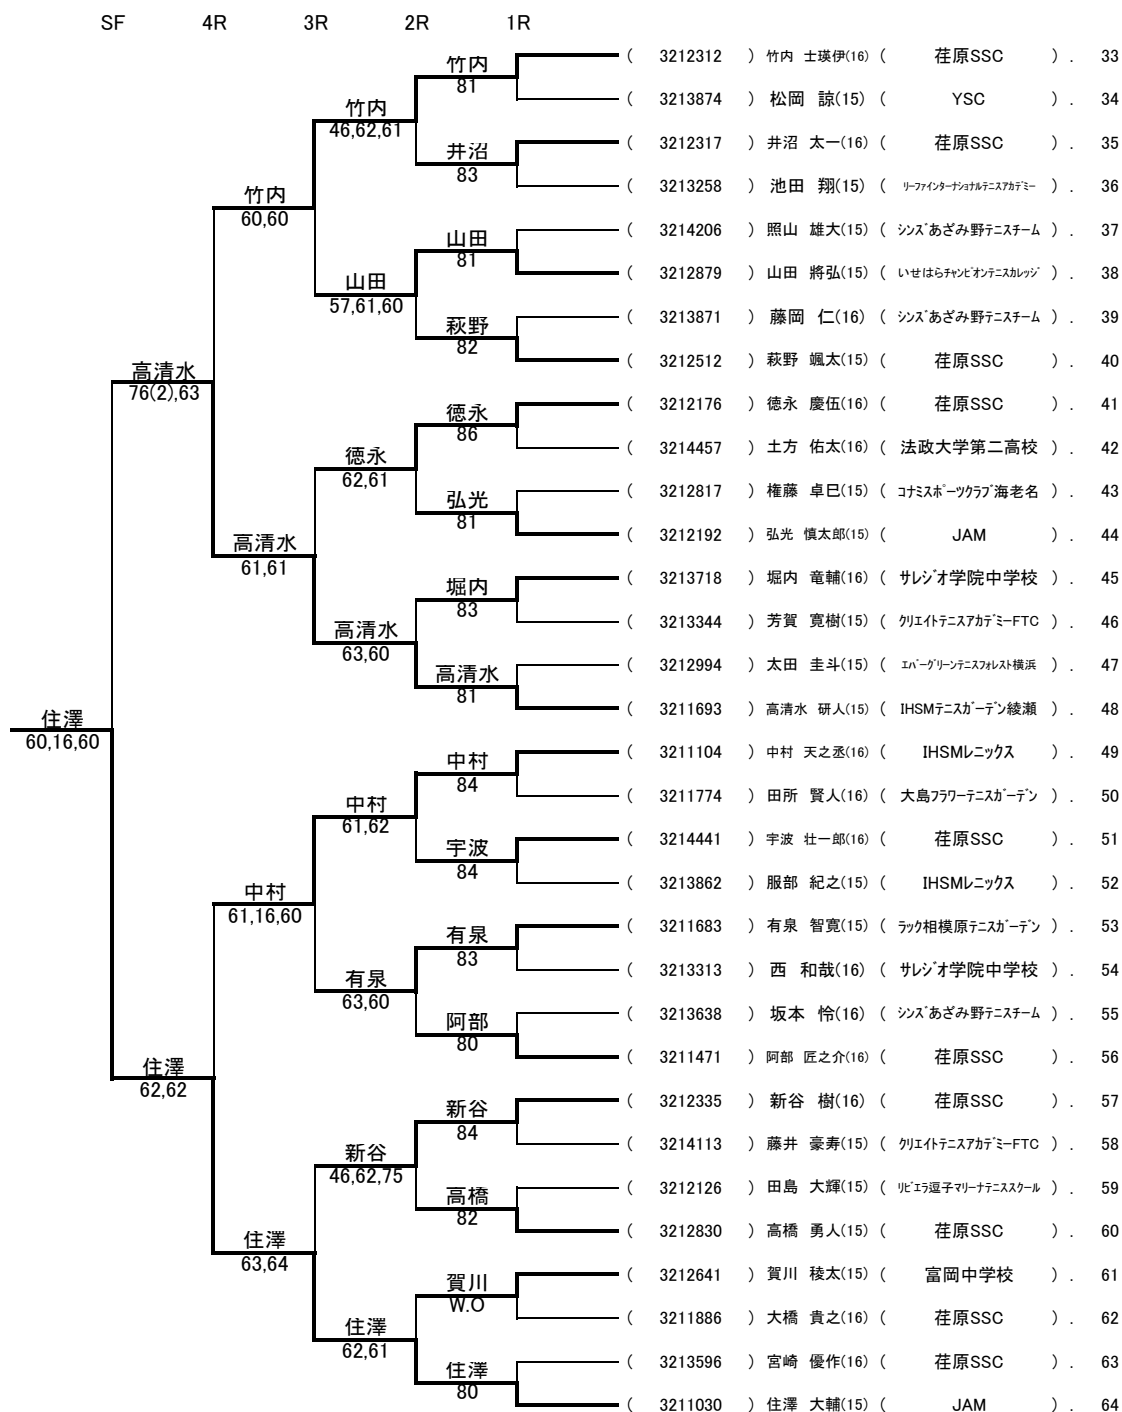 SF 4R 3R 2R 1R
( 3212312 ) 竹内 士瑛伊(16) ( 荏原SSC ) . 33
竹内
81
( 3213874 ) 松岡 諒(15) ( YSC ) . 34
竹内
46,62,61
( 3212317 ) 井沼 太一(16) ( 荏原SSC ) . 35
井沼
83
( 3213258 ) 池田 翔(15) ( リーファインターナショナルテニスアカデミー ) . 36
竹内
60,60
( 3214206 ) 照山 雄大(15) ( シンズあざみ野テニスチーム ) . 37
山田
81
( 3212879 ) 山田 將弘(15) ( いせはらチャンピオンテニスカレッジ ) . 38
山田
57,61,60
( 3213871 ) 藤岡 仁(16) ( シンズあざみ野テニスチーム ) . 39
萩野
82
( 3212512 ) 萩野 颯太(15) ( 荏原SSC ) . 40
高清水
76(2),63
( 3212176 ) 徳永 慶伍(16) ( 荏原SSC ) . 41
徳永
86
( 3214457 ) 土方 佑太(16) ( 法政大学第二高校 ) . 42
徳永
62,61
( 3212817 ) 権藤 卓巳(15) ( コナミスポーツクラブ海老名 ) . 43
弘光
81
( 3212192 ) 弘光 慎太郎(15) ( JAM ) . 44
高清水
61,61
( 3213718 ) 堀内 竜輔(16) ( サレジオ学院中学校 ) . 45
堀内
83
( 3213344 ) 芳賀 寛樹(15) ( クリエイトテニスアカデミーFTC ) . 46
高清水
63,60
( 3212994 ) 太田 圭斗(15) ( エバーグリーンテニスフォレスト横浜 ) . 47
高清水
81
( 3211693 ) 高清水 研人(15) ( IHSMテニスガーデン綾瀬 ) . 48
住澤
60,16,60
( 3211104 ) 中村 天之丞(16) ( IHSMレニックス ) . 49
中村
84
( 3211774 ) 田所 賢人(16) ( 大島フラワーテニスガーデン ) . 50
中村
61,62
( 3214441 ) 宇波 壮一郎(16) ( 荏原SSC ) . 51
宇波
84
( 3213862 ) 服部 紀之(15) ( IHSMレニックス ) . 52
中村
61,16,60
( 3211683 ) 有泉 智寛(15) ( ラック相模原テニスガーデン ) . 53
有泉
83
( 3213313 ) 西 和哉(16) ( サレジオ学院中学校 ) . 54
有泉
63,60
( 3213638 ) 坂本 怜(16) ( シンズあざみ野テニスチーム ) . 55
阿部
80
( 3211471 ) 阿部 匠之介(16) ( 荏原SSC ) . 56
住澤
62,62
( 3212335 ) 新谷 樹(16) ( 荏原SSC ) . 57
新谷
84
( 3214113 ) 藤井 豪寿(15) ( クリエイトテニスアカデミーFTC ) . 58
新谷
46,62,75
( 3212126 ) 田島 大輝(15) ( リビエラ逗子マリーナテニススクール ) . 59
高橋
82
( 3212830 ) 高橋 勇人(15) ( 荏原SSC ) . 60
住澤
63,64
( 3212641 ) 賀川 稜太(15) ( 富岡中学校 ) . 61
賀川
W.O
( 3211886 ) 大橋 貴之(16) ( 荏原SSC ) . 62
住澤
62,61
( 3213596 ) 宮崎 優作(16) ( 荏原SSC ) . 63
住澤
80
( 3211030 ) 住澤 大輔(15) ( JAM ) . 64